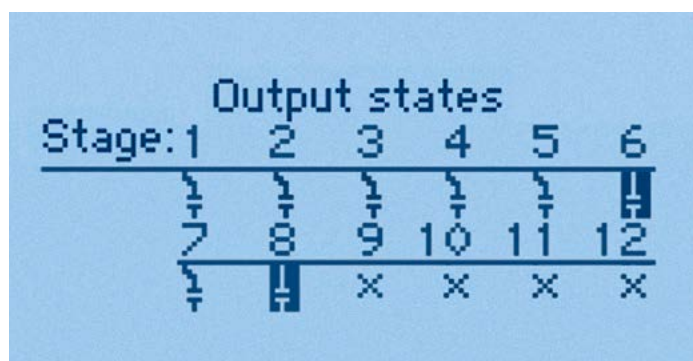 Output states
Stage: 1 2 3 4 5 6
7 8 9 10 11 12
× × × ×